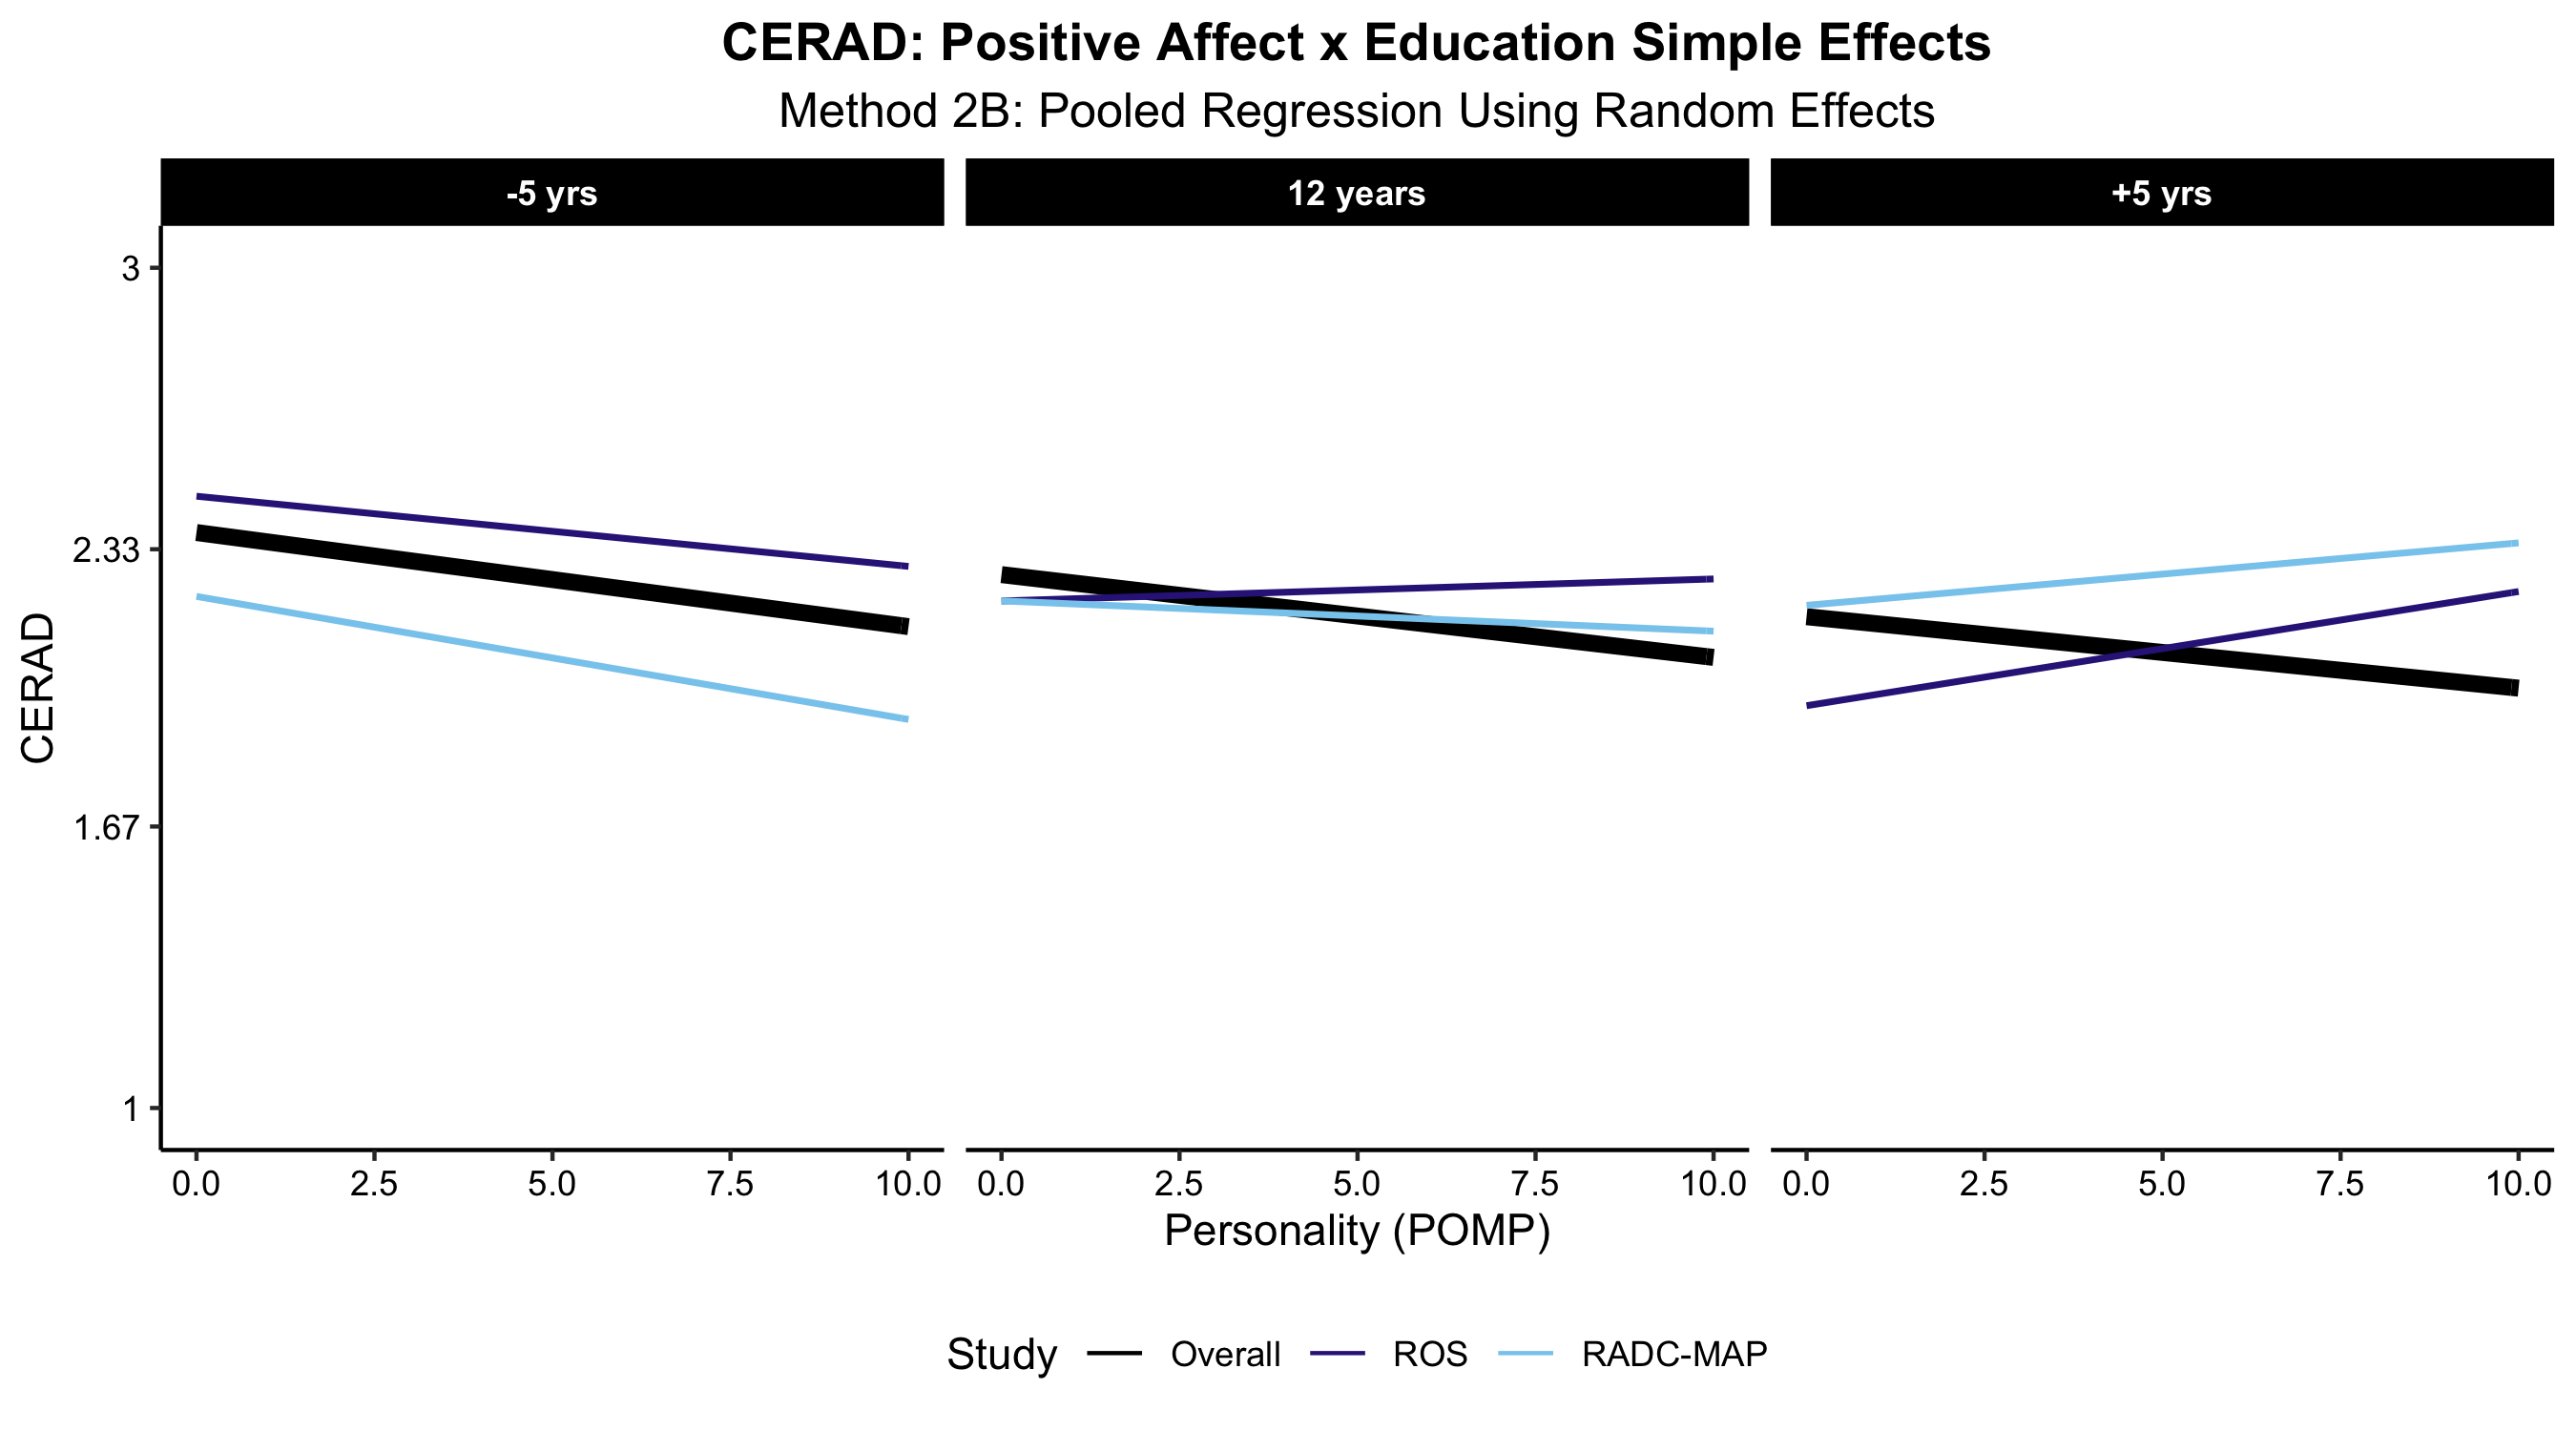 CERAD: Positive Affect x Education Simple Effects
Method 2B: Pooled Regression Using Random Effects
-5 yrs
12 years
+5 yrs
CERAD
3
2.33
1.67
1
0.0 2.5 5.0 7.5 10.0
0.0 2.5 5.0 7.5 10.0
0.0 2.5 5.0 7.5 10.0
Personality (POMP)
Study Overall ROS RADC-MAP